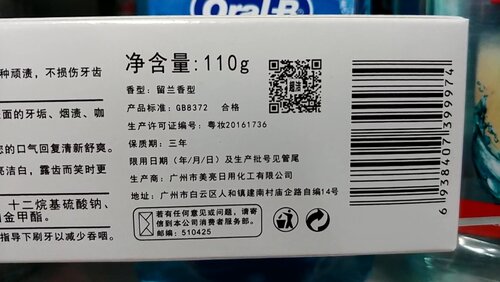 Oral-B
种顽渍，不损伤牙齿
面的牙垢、烟渍、咖
您的口气回复清新舒爽。
亮洁白，露齿而笑时更
、十二烷基硫酸钠、
甲酯。
指导下刷牙以减少吞咽。
净含量：110g
香型：留兰香型
产品标准：GB8372 合格
生产许可证编号：粤妆20161736
保质期：三年
限用日期（年/月/日）及生产批号见管尾
生产商：广州市美亮日用化工有限公司
地址：广州市白云区人和镇建南村庙企路自编14号
若有任何意见或问题，请寄
信到本公司消费者服务部。
邮编：510425
6938407399974